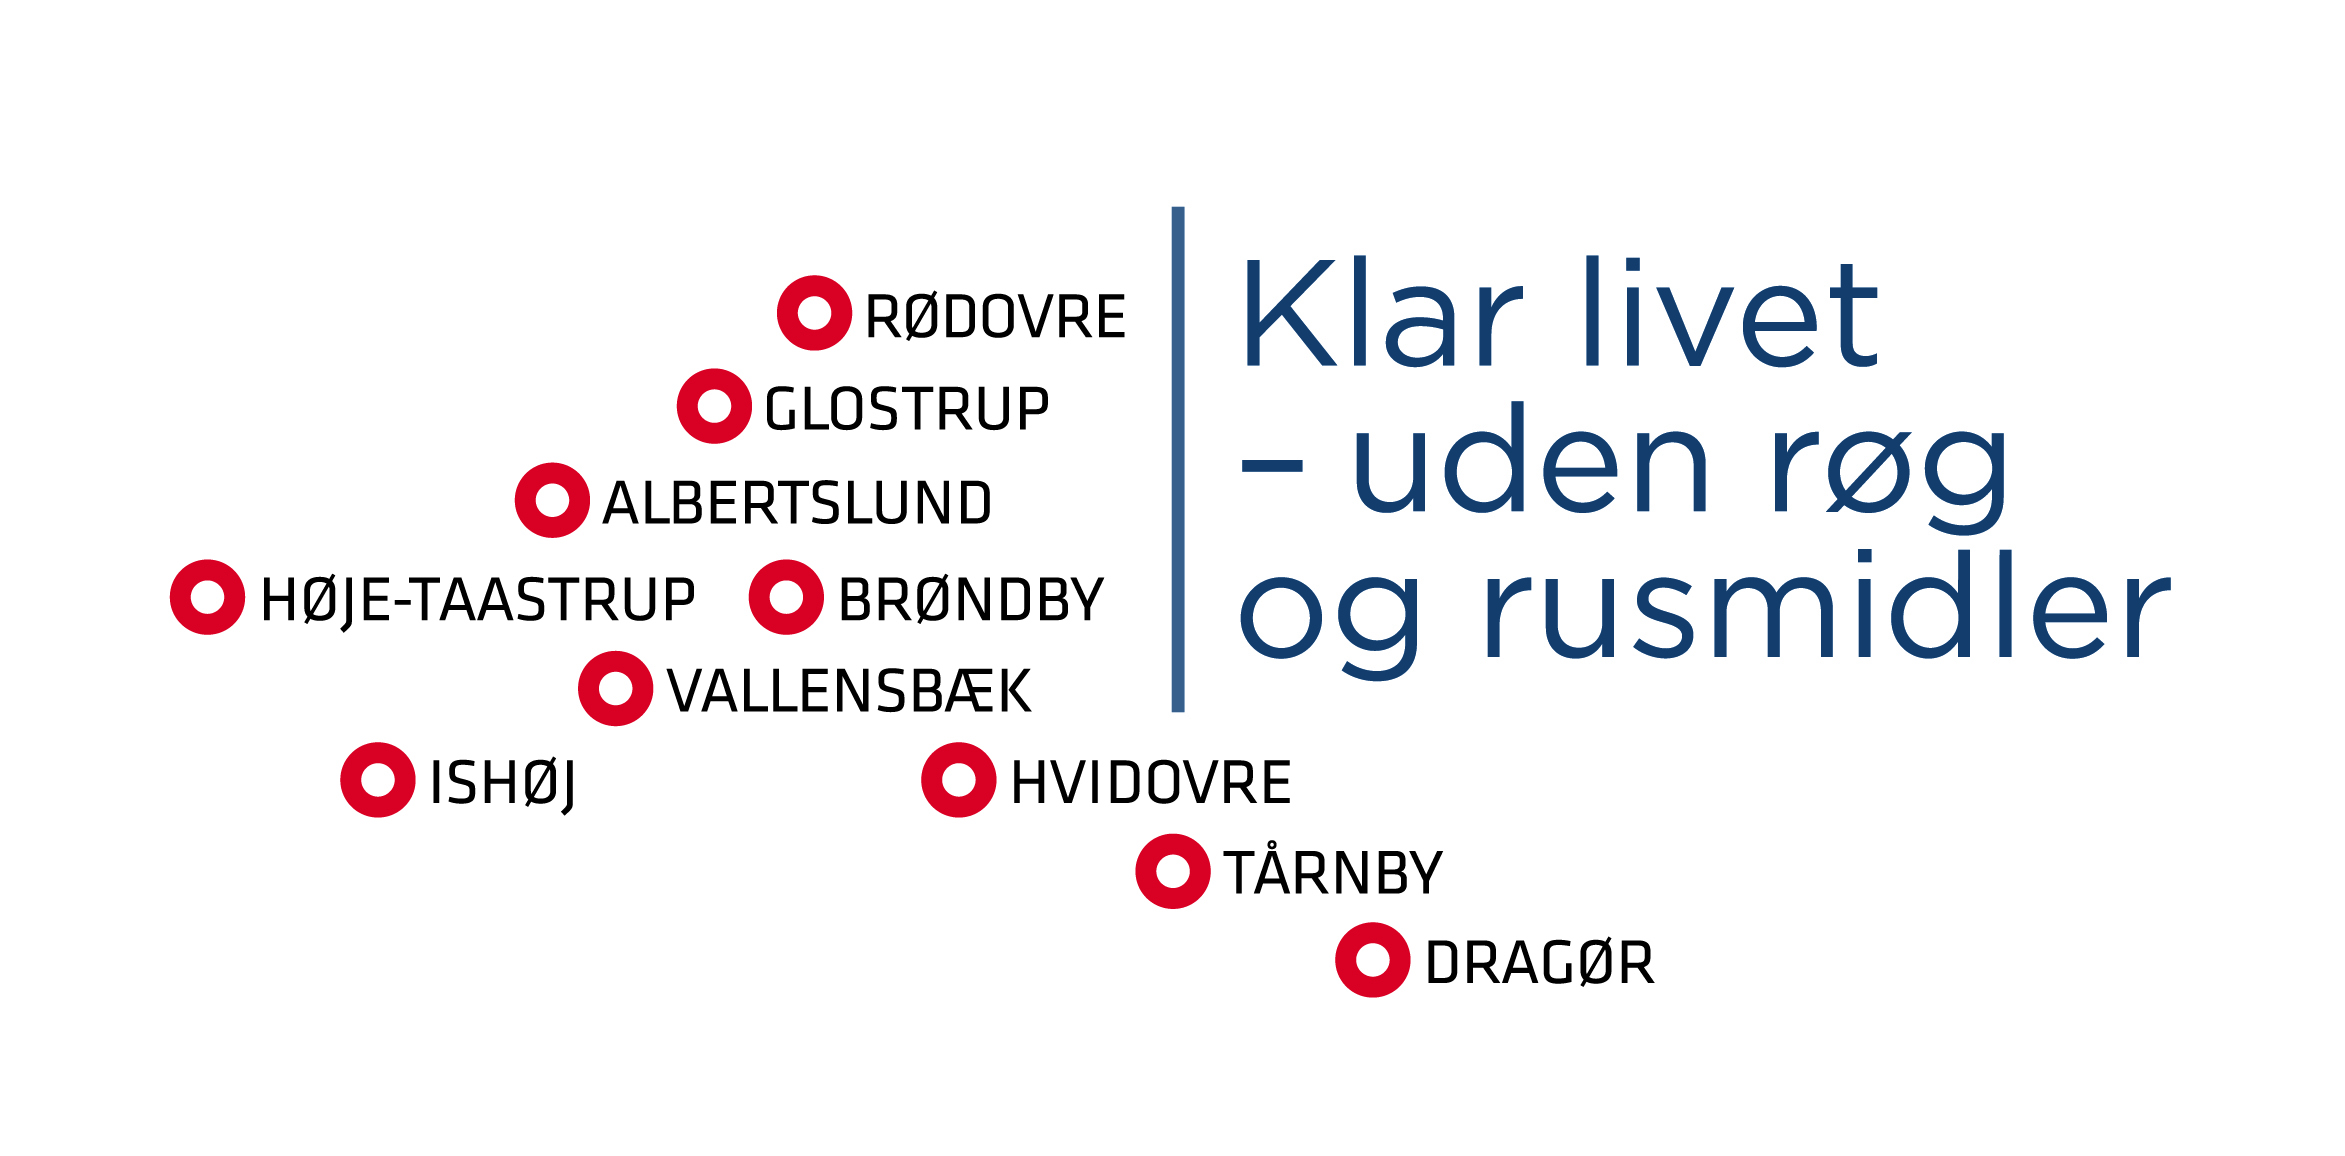 RØDOVRE
GLOSTRUP
ALBERTSLUND
HØJE-TAASTRUP
BRØNDBY
VALLENSBÆK
ISHØJ
HVIDOVRE
TÅRNBY
DRAGØR
Klar livet
– uden røg
og rusmidler